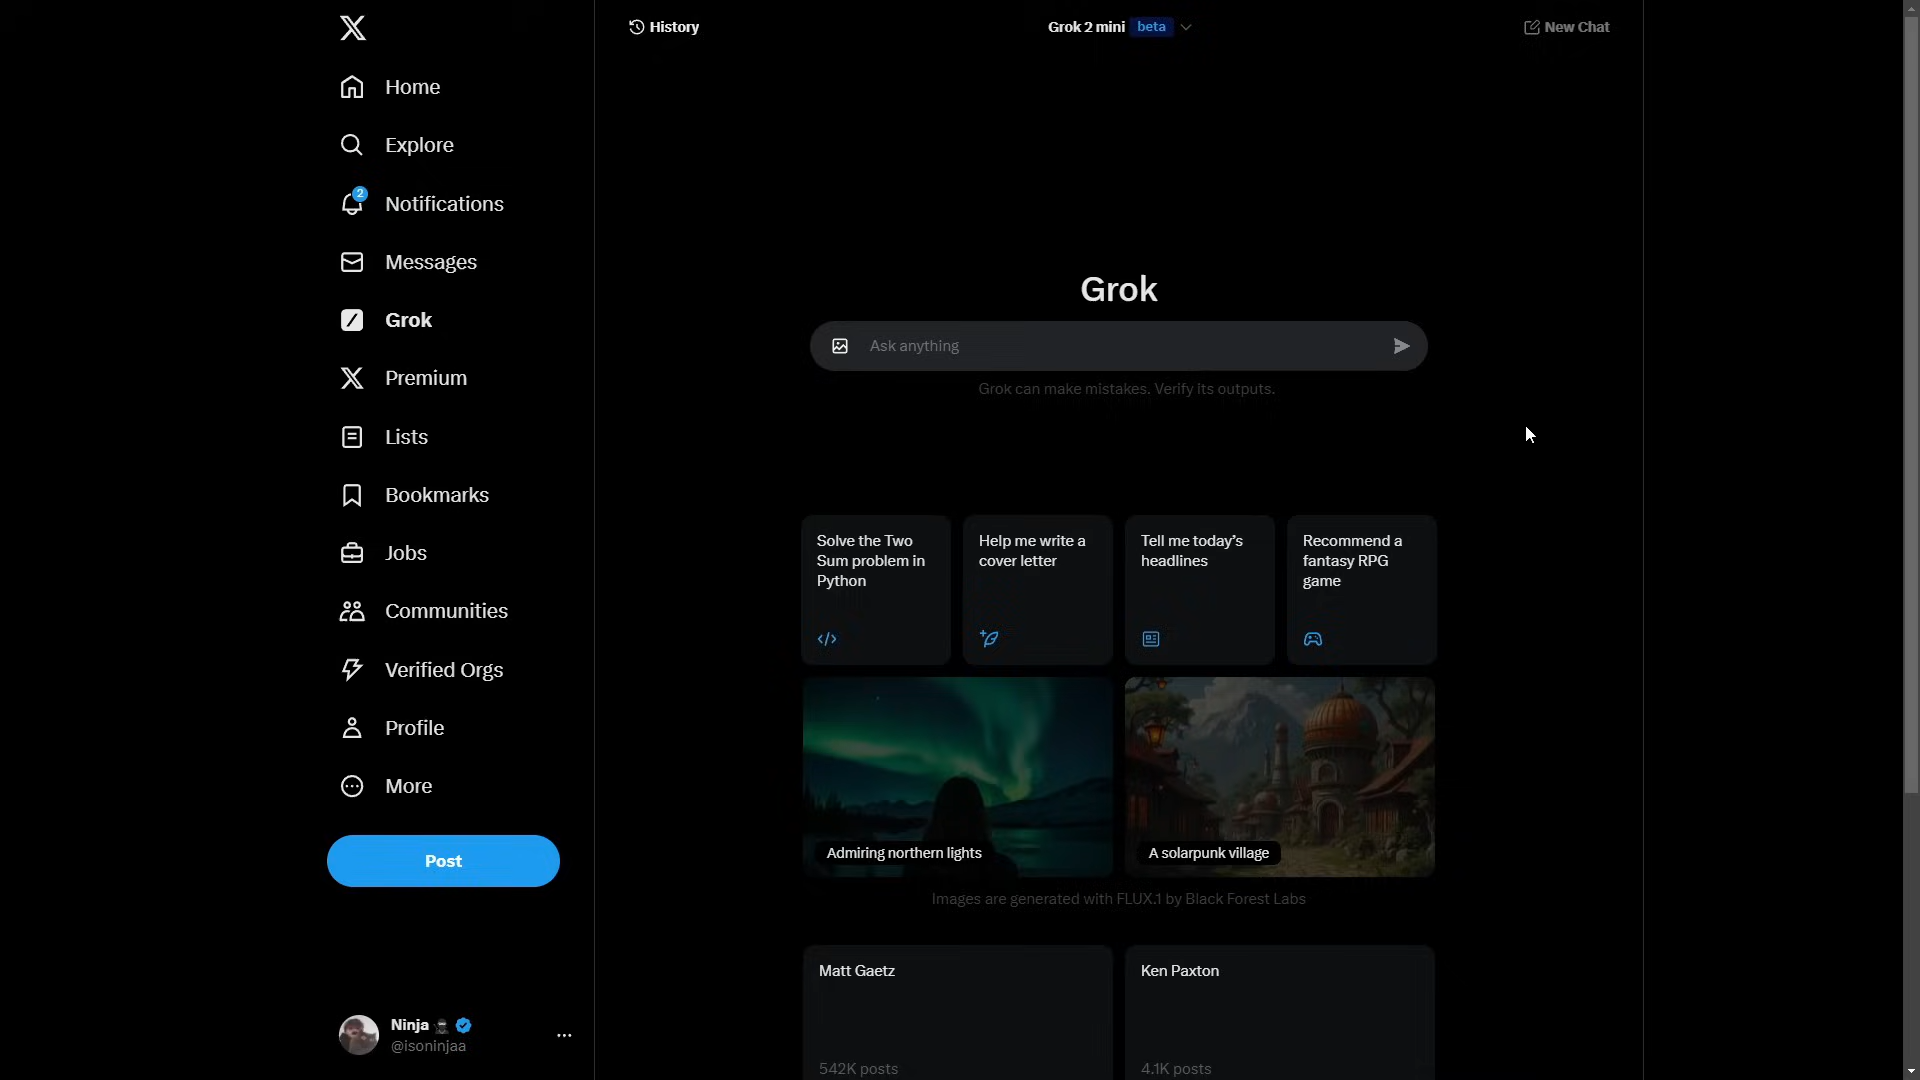 Home
Explore
2
Notifications
Messages
Grok
Premium
Lists
Bookmarks
Jobs
Communities
Verified Orgs
Profile
More
Post
Ninja
@isoninjaa
History
Grok 2 mini beta
New Chat
Grok
Ask anything
Grok can make mistakes. Verify its outputs.
Solve the Two
Sum problem in
Python
Help me write a
cover letter
Tell me today’s
headlines
Recommend a
fantasy RPG
game
Admiring northern lights
A solarpunk village
Images are generated with FLUX.1 by Black Forest Labs
Matt Gaetz
542K posts
Ken Paxton
4.1K posts